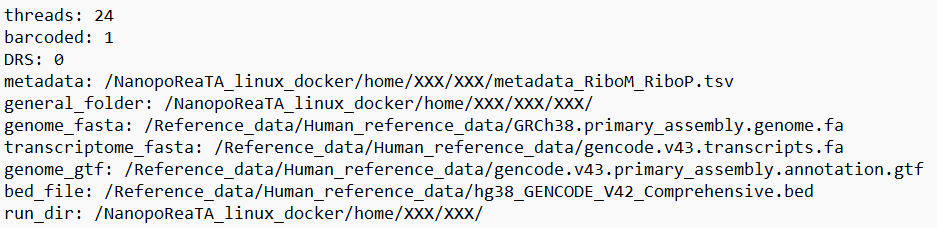 threads: 24
barcoded: 1
DRS: 0
metadata: /NanopoReaTA_linux_docker/home/XXX/XXX/metadata_RiboM_RiboP.tsv
general_folder: /NanopoReaTA_linux_docker/home/XXX/XXX/XXX/
genome_fasta: /Reference_data/Human_reference_data/GRCh38.primary_assembly.genome.fa
transcriptome_fasta: /Reference_data/Human_reference_data/gencode.v43.transcripts.fa
genome_gtf: /Reference_data/Human_reference_data/gencode.v43.primary_assembly.annotation.gtf
bed_file: /Reference_data/Human_reference_data/hg38_GENCODE_V42_Comprehensive.bed
run_dir: /NanopoReaTA_linux_docker/home/XXX/XXX/